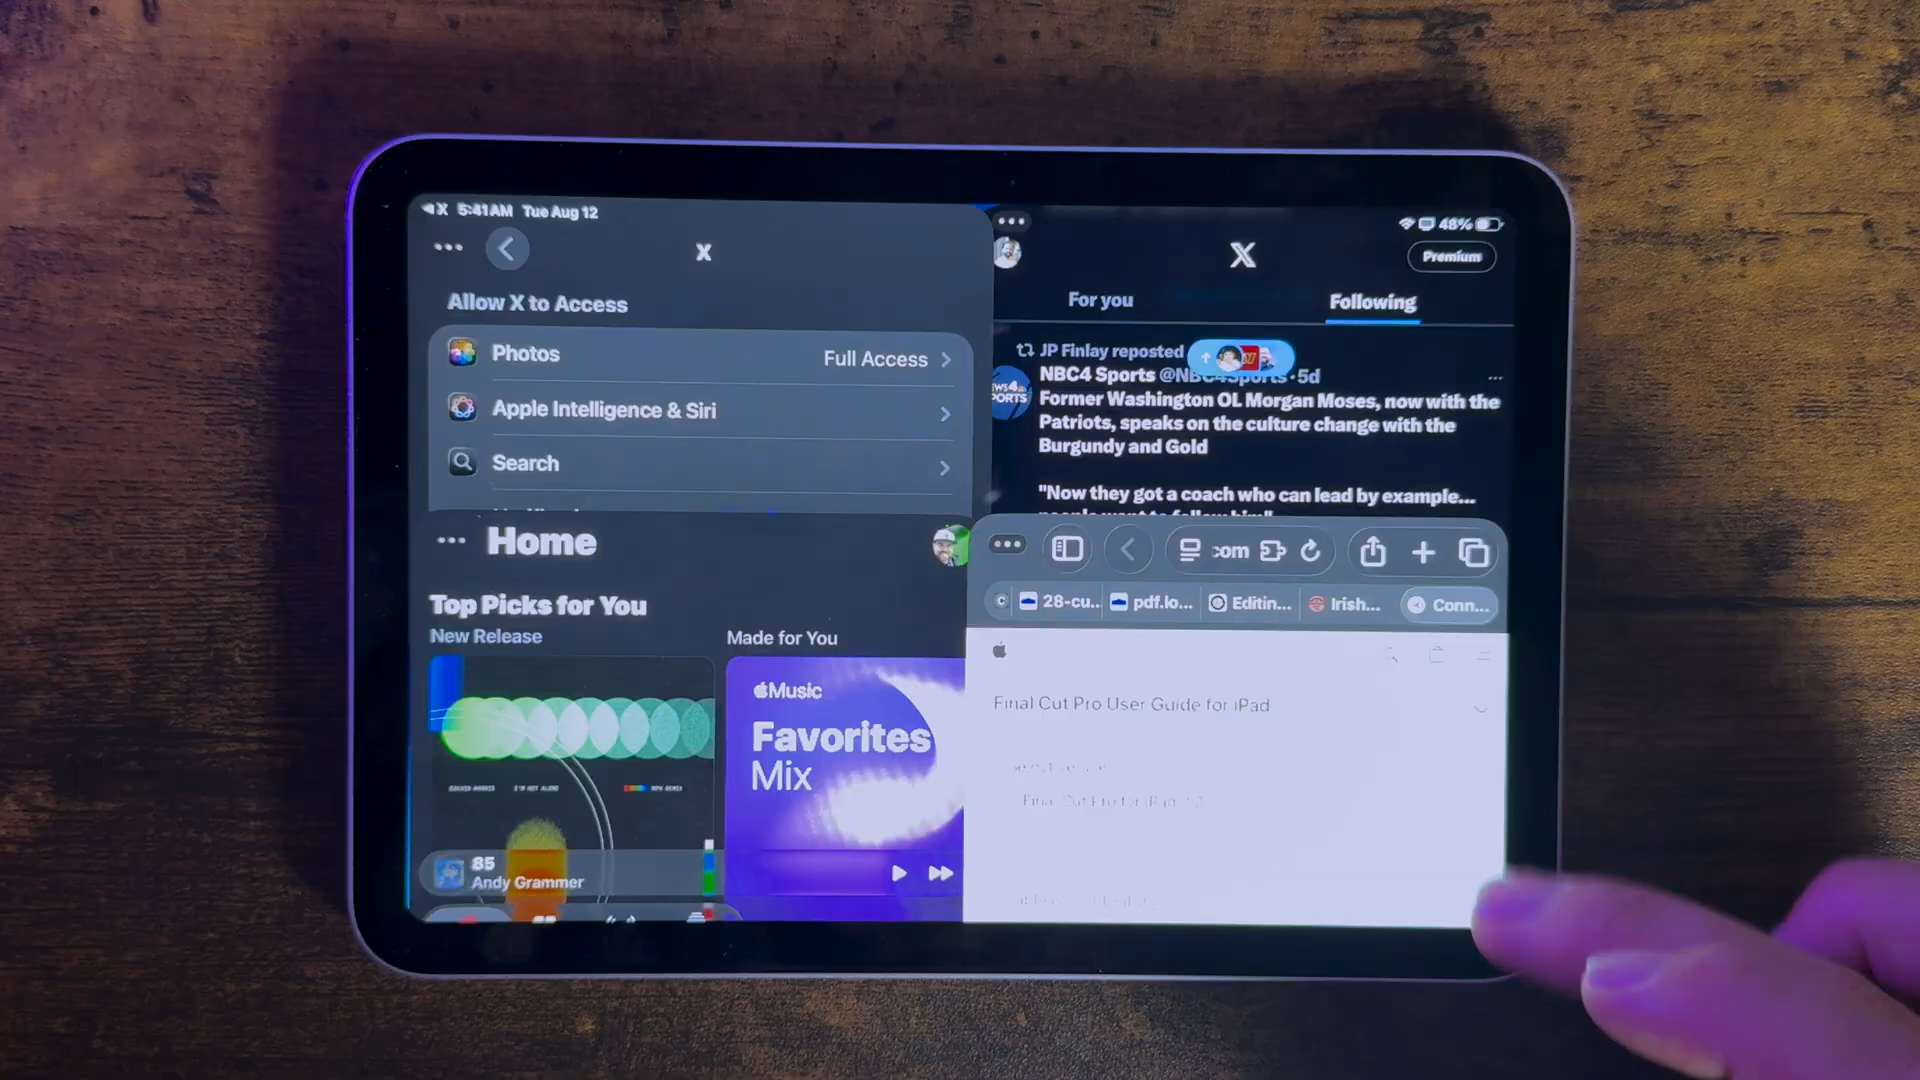 X 5:41AM Tue Aug 12
X
Allow X to Access
Photos
Full Access
Apple Intelligence & Siri
Search
48%
X
Premium
For you
Following
JP Finlay reposted
NBC4 Sports @NBC4Sports · 5d
Former Washington OL Morgan Moses, now with the
Patriots, speaks on the culture change with the
Burgundy and Gold
"Now they got a coach who can lead by example...
Home
Top Picks for You
New Release
Made for You
Music
Favorites
Mix
85
Andy Grammer
com
28-cu...
pdf.lo...
Editin...
Irish...
Conn...
Final Cut Pro User Guide for iPad